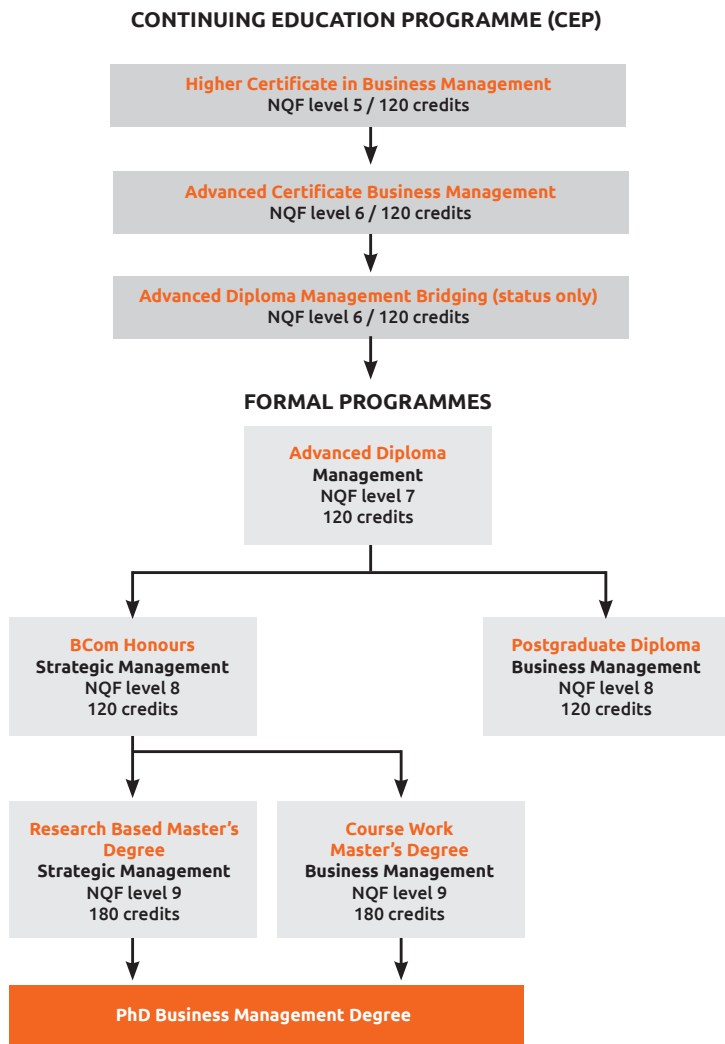 CONTINUING EDUCATION PROGRAMME (CEP)
Higher Certificate in Business Management
NQF level 5 / 120 credits
Advanced Certificate Business Management
NQF level 6 / 120 credits
Advanced Diploma Management Bridging (status only)
NQF level 6 / 120 credits
FORMAL PROGRAMMES
Advanced Diploma
Management
NQF level 7
120 credits
BCom Honours
Strategic Management
NQF level 8
120 credits
Postgraduate Diploma
Business Management
NQF level 8
120 credits
Research Based Master's
Degree
Strategic Management
NQF level 9
180 credits
Course Work
Master's Degree
Business Management
NQF level 9
180 credits
PhD Business Management Degree